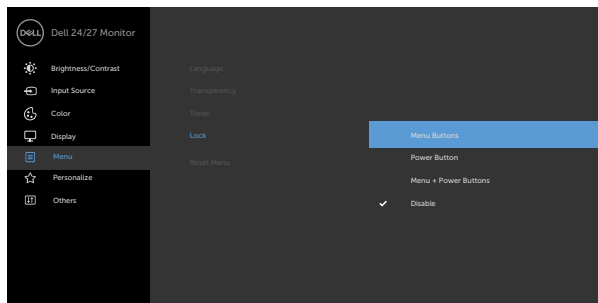 DELL
Dell 24/27 Monitor
Brightness/Contrast
Input Source
Color
Display
Menu
Personalize
Others
Language
Transparency
Timer
Lock
Reset Menu
Menu Buttons
Power Button
Menu + Power Buttons
Disable